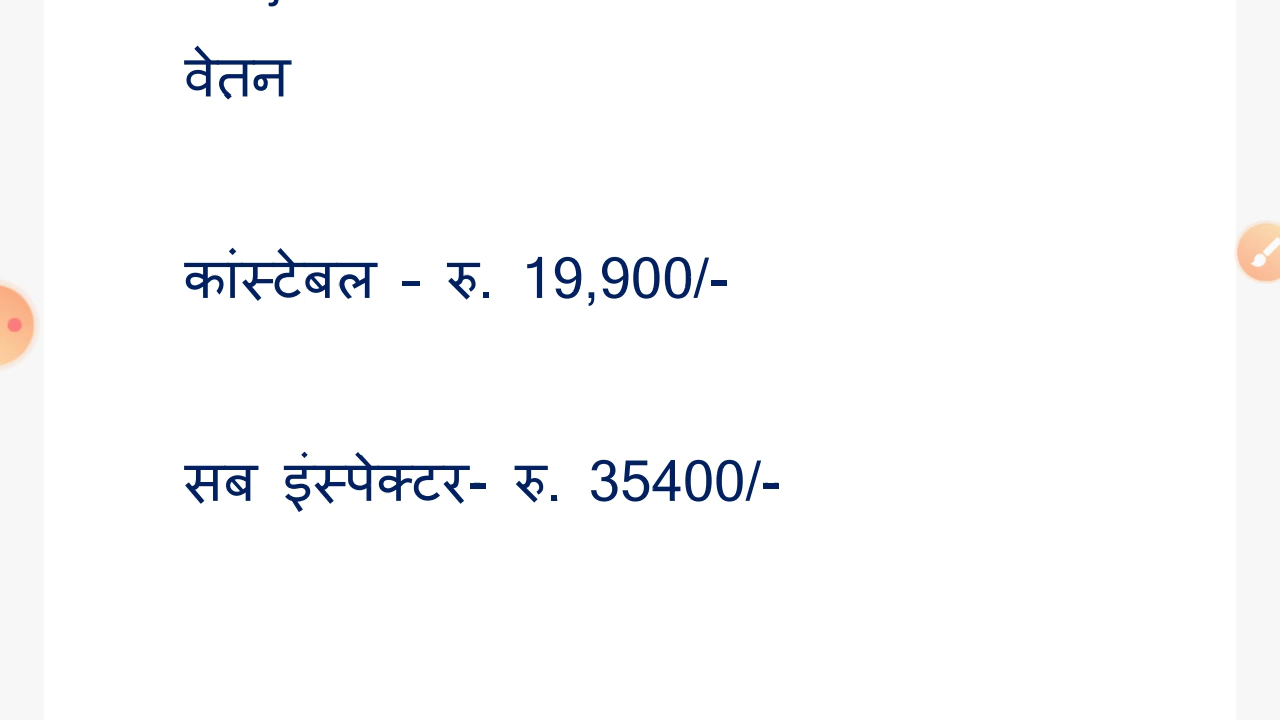 वेतन
कांस्टेबल - रु. 19,900/-
सब इंस्पेक्टर- रु. 35400/-